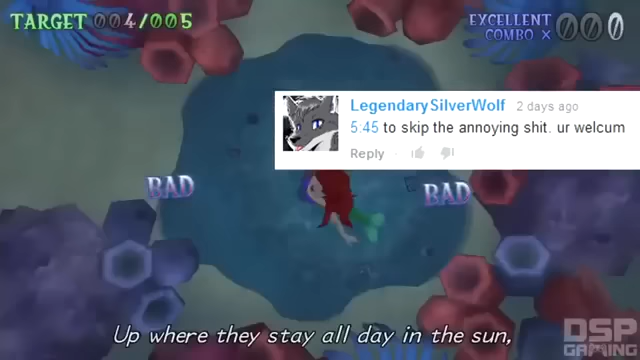 TARGET 004/005
EXCELLENT
COMBO × 000
LegendarySilverWolf 2 days ago
5:45 to skip the annoying shit. ur welcum
Reply ·
BAD
BAD
Up where they stay all day in the sun,
DSP
GAMING